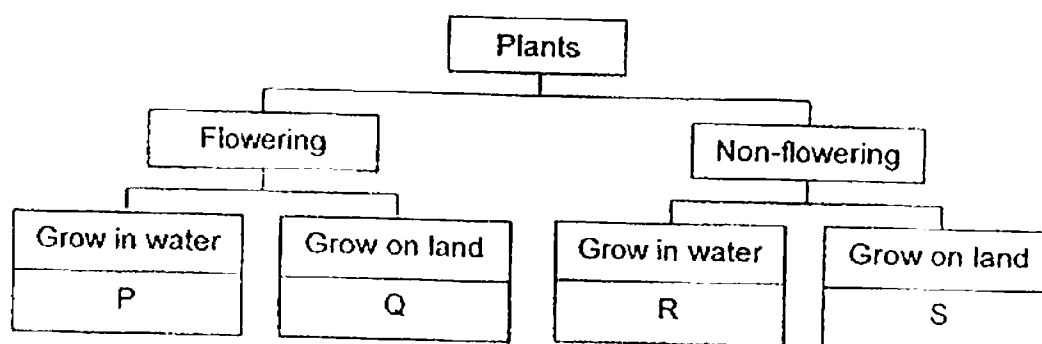 Plants
Flowering
Non-flowering
Grow in water
Grow on land
Grow in water
Grow on land
P
Q
R
S